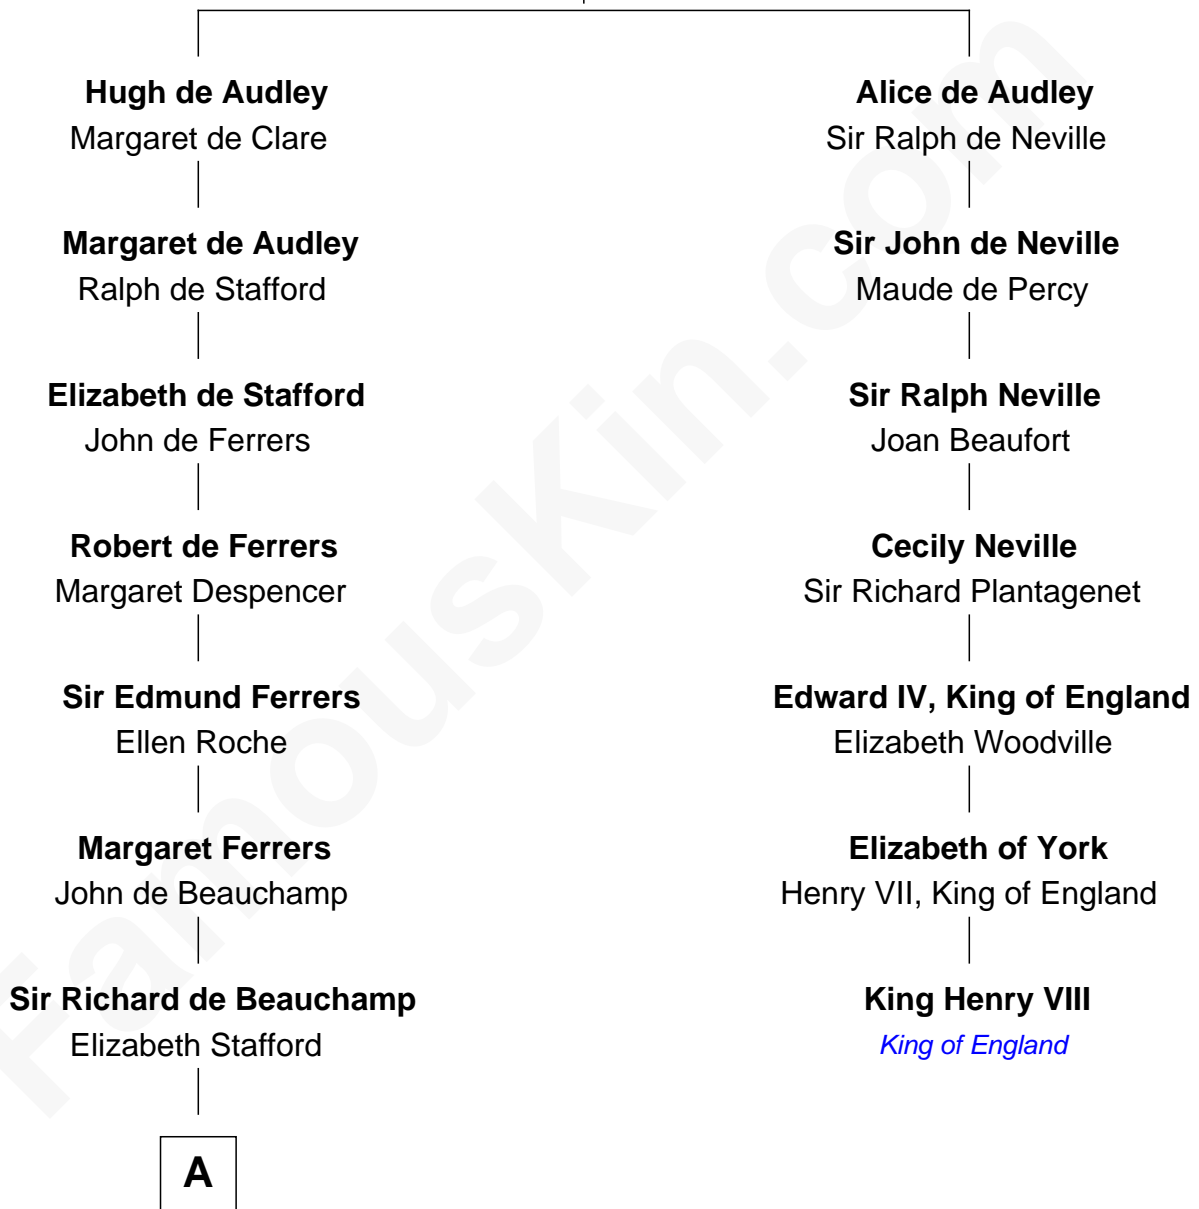 Hugh de Audley
Margaret de Clare
Margaret de Audley
Ralph de Stafford
Elizabeth de Stafford
John de Ferrers
Robert de Ferrers
Margaret Despencer
Sir Edmund Ferrers
Ellen Roche
Margaret Ferrers
John de Beauchamp
Sir Richard de Beauchamp
Elizabeth Stafford
A
Alice de Audley
Sir Ralph de Neville
Sir John de Neville
Maude de Percy
Sir Ralph Neville
Joan Beaufort
Cecily Neville
Sir Richard Plantagenet
Edward IV, King of England
Elizabeth Woodville
Elizabeth of York
Henry VII, King of England
King Henry VIII
King of England
FamousKin.com